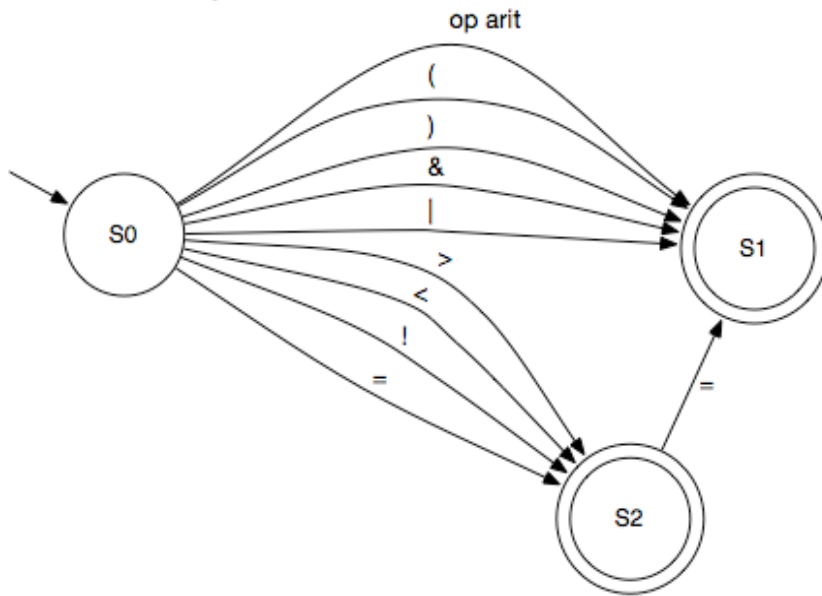 op arit
(
)
&
|
S0
S1
>
<
!
=
=
S2